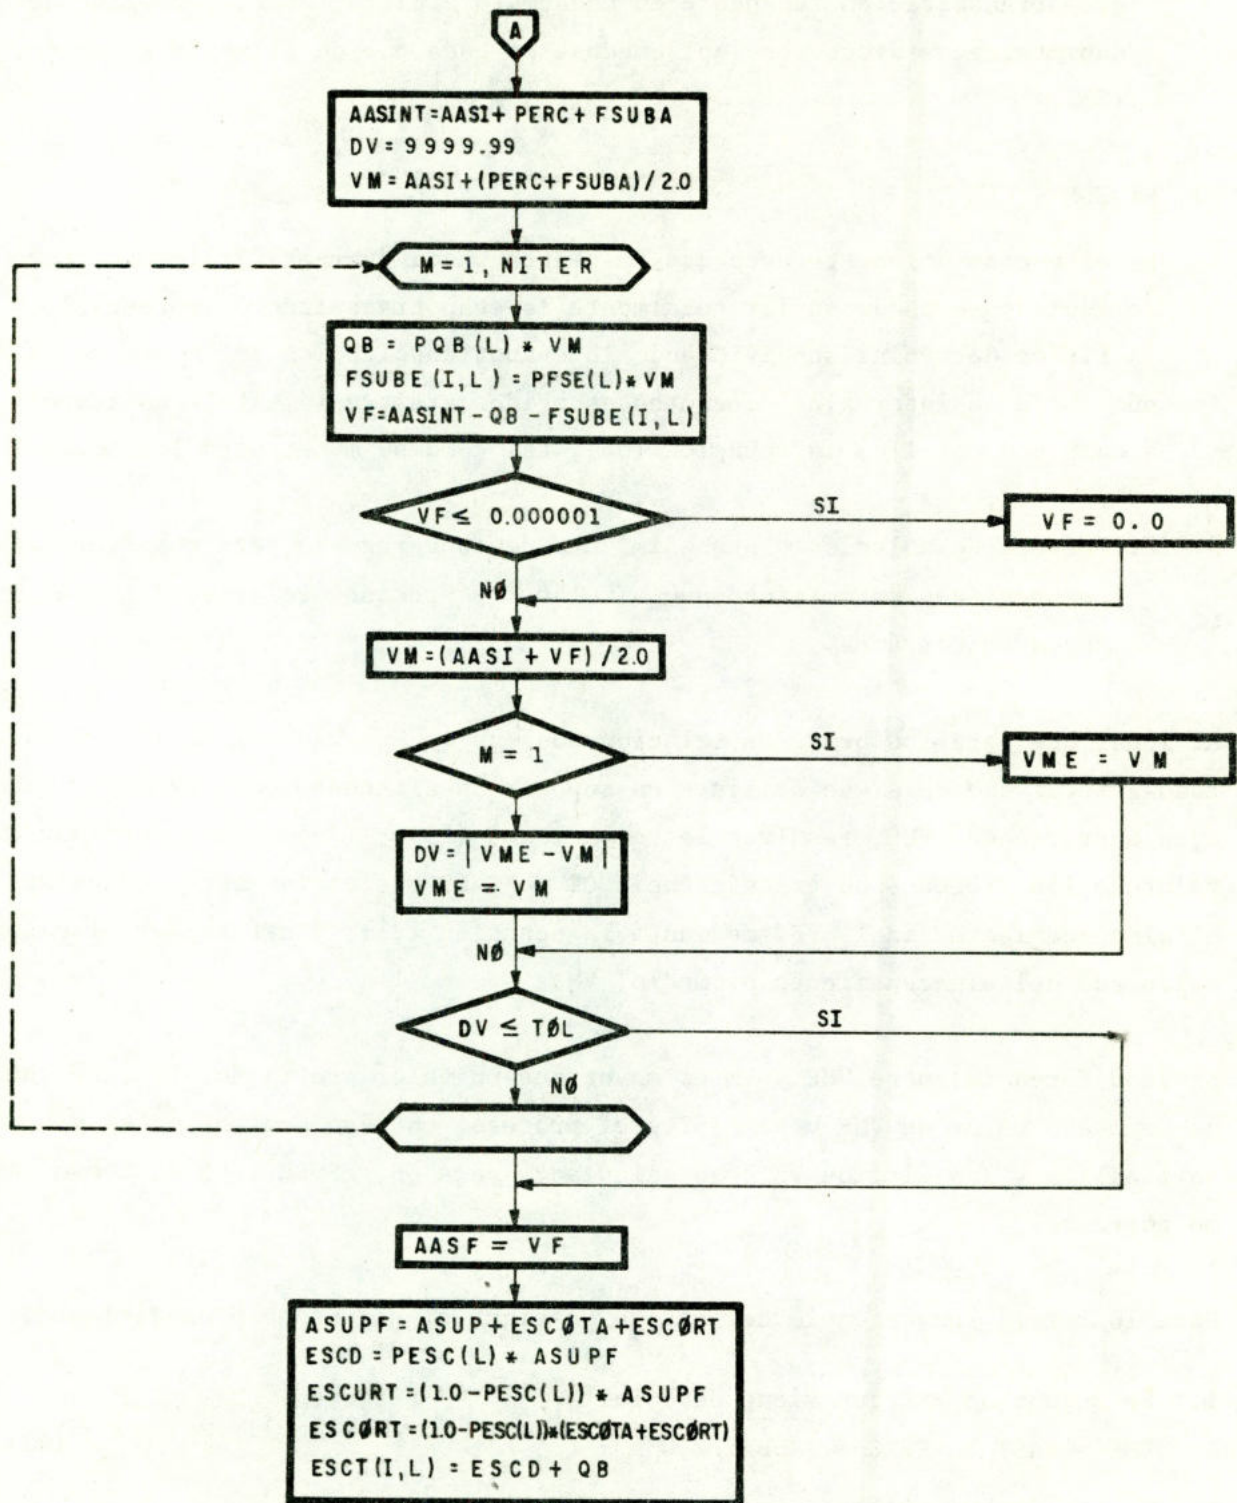 A
AASINT=AASI+ PERC+ FSUBA
DV= 9999.99
VM= AASI+(PERC+FSUBA)/2.0
M=1, NITER
QB = PQB(L) * VM
FSUBE(I,L) = PFSE(L)* VM
VF=AASINT-QB-FSUBE(I,L)
VF≤ 0.000001
SI
VF= 0.0
NØ
VM=(AASI + VF) /2.0
M = 1
SI
VME = VM
DV= |VME-VM|
VME = VM
NØ
DV ≤ TØL
SI
NØ
AASF = VF
ASUPF=ASUP+ESCØTA+ESCØRT
ESCD = PESC(L)* ASUPF
ESCURT=(1.0-PESC(L)) * ASUPF
ESCØRT=(1.0-PESC(L))*(ESCØTA+ESCØRT)
ESCT(I,L) = ESCD+ QB